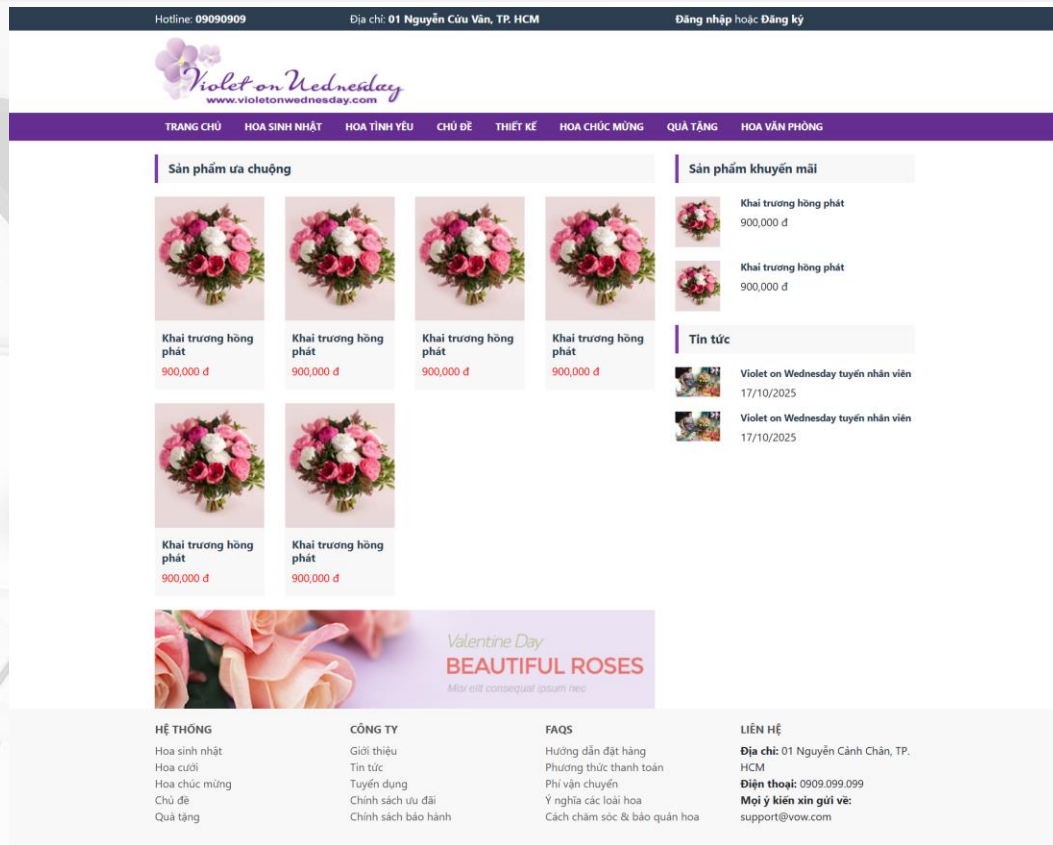 Hotline: 09090909
Địa chỉ: 01 Nguyễn Cửu Vân, TP. HCM
Đăng nhập hoặc Đăng ký
Violet on Wednesday
www.violetonwednesday.com
TRANG CHỦ HOA SINH NHẬT HOA TÌNH YÊU CHỦ ĐỀ THIẾT KẾ HOA CHÚC MỪNG QUÀ TẶNG HOA VĂN PHÒNG
Sản phẩm ưa chuộng
Khai trương hồng
phát
900,000 đ
Khai trương hồng
phát
900,000 đ
Khai trương hồng
phát
900,000 đ
Khai trương hồng
phát
900,000 đ
Khai trương hồng
phát
900,000 đ
Khai trương hồng
phát
900,000 đ
Sản phẩm khuyến mãi
Khai trương hồng phát
900,000 đ
Khai trương hồng phát
900,000 đ
Tin tức
Violet on Wednesday tuyển nhân viên
17/10/2025
Violet on Wednesday tuyển nhân viên
17/10/2025
Valentine Day
BEAUTIFUL ROSES
Max elit consequat ipsum nec
HỆ THỐNG
Hoa sinh nhật
Hoa cưới
Hoa chúc mừng
Chủ đề
Quà tặng
CÔNG TY
Giới thiệu
Tin tức
Tuyển dụng
Chính sách ưu đãi
Chính sách bảo hành
FAQS
Hướng dẫn đặt hàng
Phương thức thanh toán
Phí vận chuyển
Ý nghĩa các loài hoa
Cách chăm sóc & bảo quản hoa
LIÊN HỆ
Địa chỉ: 01 Nguyễn Cảnh Chân, TP.
HCM
Điện thoại: 0909.099.099
Mọi ý kiến xin gửi về:
support@vow.com